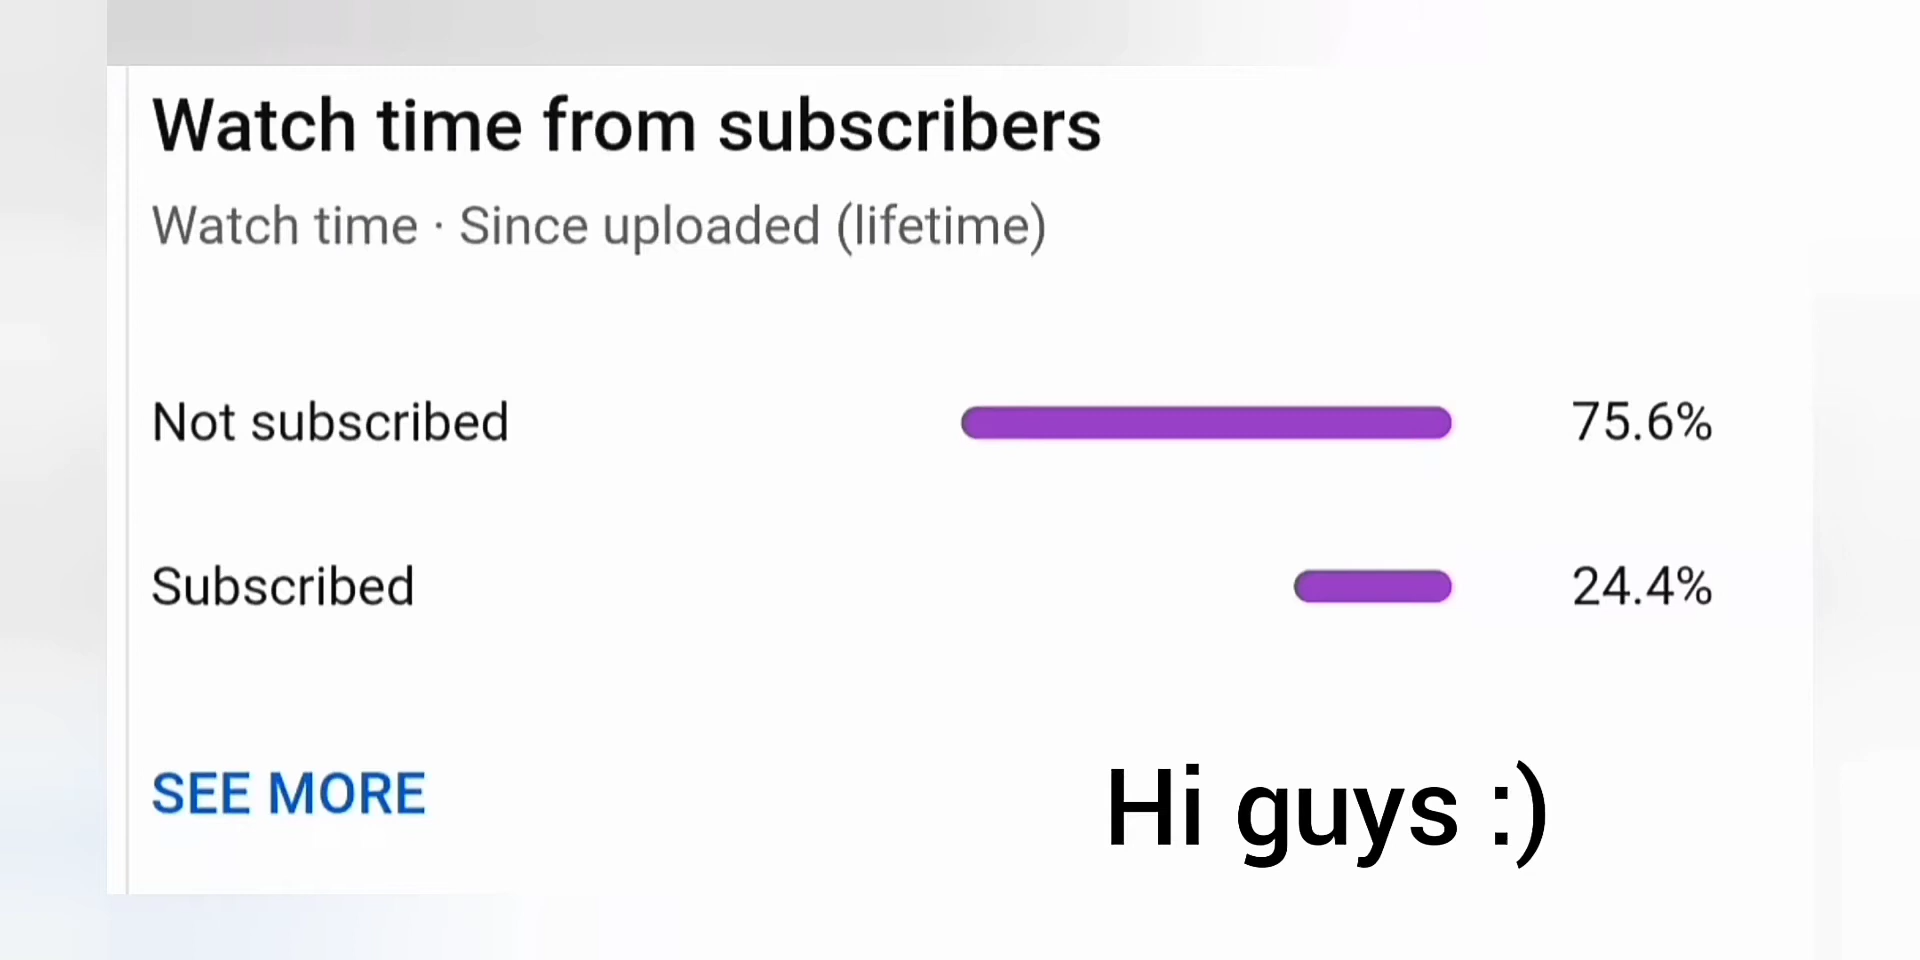 Watch time from subscribers
Watch time · Since uploaded (lifetime)
Not subscribed 75.6%
Subscribed 24.4%
SEE MORE
Hi guys :)